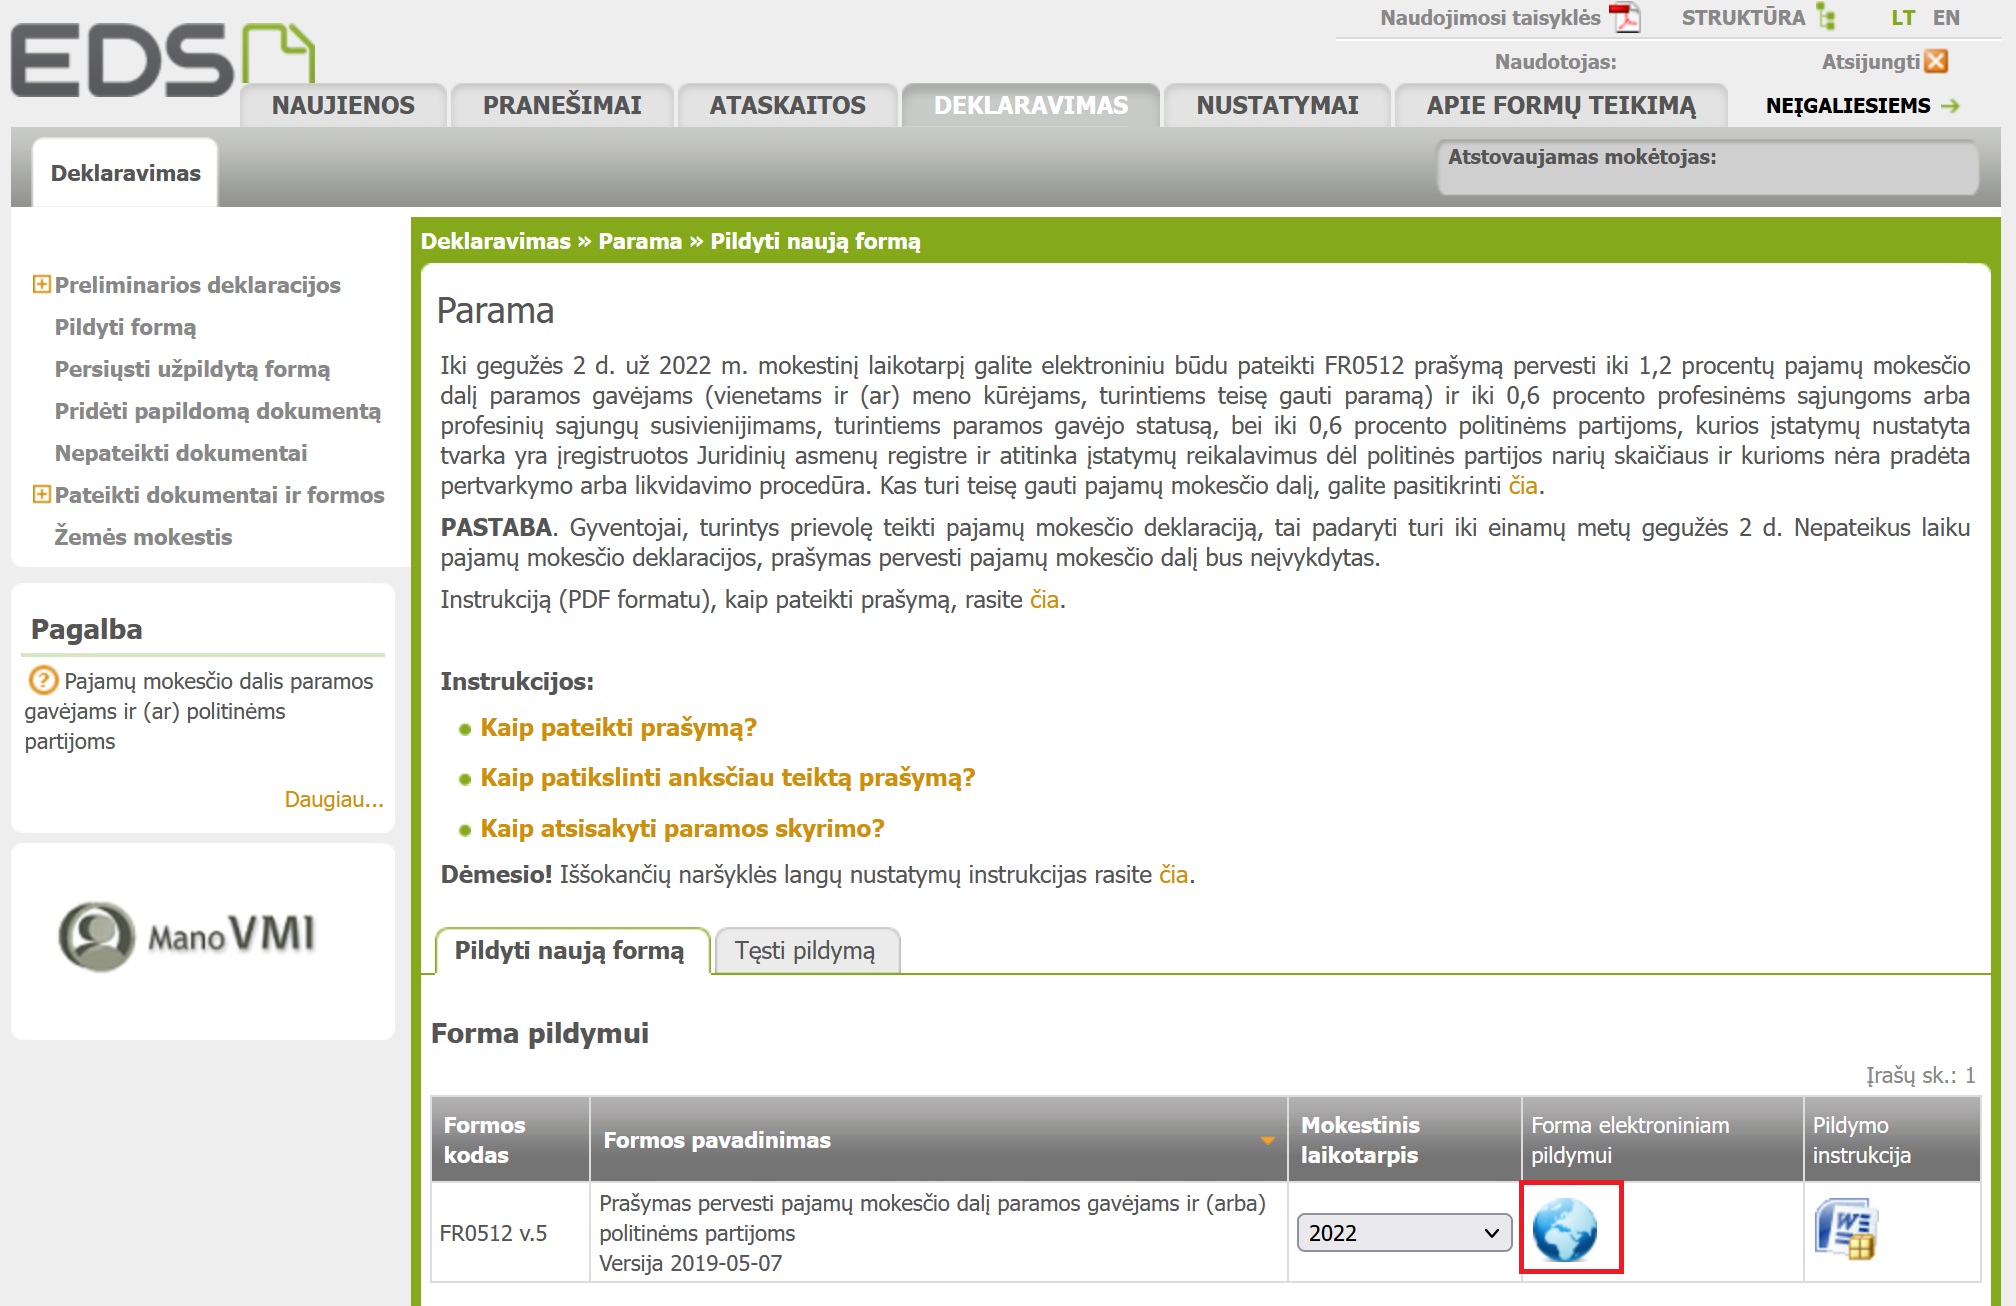 EDS
Naudojimosi taisyklės STRUKTŪRA LT EN
Naudotojas: Atsijungti
NAUJIENOS PRANEŠIMAI ATASKAITOS DEKLARAVIMAS NUSTATYMAI APIE FORMŲ TEIKIMĄ NEĮGALIESIEMS
Deklaravimas
Atstovaujamas mokėtojas:
Preliminarios deklaracijos
Pildyti formą
Persiųsti užpildytą formą
Pridėti papildomą dokumentą
Nepateikti dokumentai
Pateikti dokumentai ir formos
Žemės mokestis
Pagalba
Pajamų mokesčio dalis paramos
gavėjams ir (ar) politinėms
partijoms
Daugiau...
Mano VMI
Deklaravimas » Parama » Pildyti naują formą
Parama
Iki gegužės 2 d. už 2022 m. mokestinį laikotarpį galite elektroniniu būdu pateikti FR0512 prašymą pervesti iki 1,2 procentų pajamų mokesčio
dalį paramos gavėjams (vienetams ir (ar) meno kūrėjams, turintiems teisę gauti paramą) ir iki 0,6 procento profesinėms sąjungoms arba
profesinių sąjungų susivienijimams, turintiems paramos gavėjo statusą, bei iki 0,6 procento politinėms partijoms, kurios įstatymų nustatyta
tvarka yra įregistruotos Juridinių asmenų registre ir atitinka įstatymų reikalavimus dėl politinės partijos narių skaičiaus ir kurioms nėra pradėta
pertvarkymo arba likvidavimo procedūra. Kas turi teisę gauti pajamų mokesčio dalį, galite pasitikrinti čia.
PASTABA. Gyventojai, turintys prievolę teikti pajamų mokesčio deklaraciją, tai padaryti turi iki einamų metų gegužės 2 d. Nepateikus laiku
pajamų mokesčio deklaracijos, prašymas pervesti pajamų mokesčio dalį bus neįvykdytas.
Instrukciją (PDF formatu), kaip pateikti prašymą, rasite čia.
Instrukcijos:
Kaip pateikti prašymą?
Kaip patikslinti anksčiau teiktą prašymą?
Kaip atsisakyti paramos skyrimo?
Dėmesio! Iššokančių naršyklės langų nustatymų instrukcijas rasite čia.
Pildyti naują formą Tęsti pildymą
Forma pildymui
Įrašų sk.: 1
Formos
kodas
Formos pavadinimas
Mokestinis
laikotarpis
Forma elektroniniam
pildymui
Pildymo
instrukcija
FR0512 v.5
Prašymas pervesti pajamų mokesčio dalį paramos gavėjams ir (arba)
politinėms partijoms
Versija 2019-05-07
2022